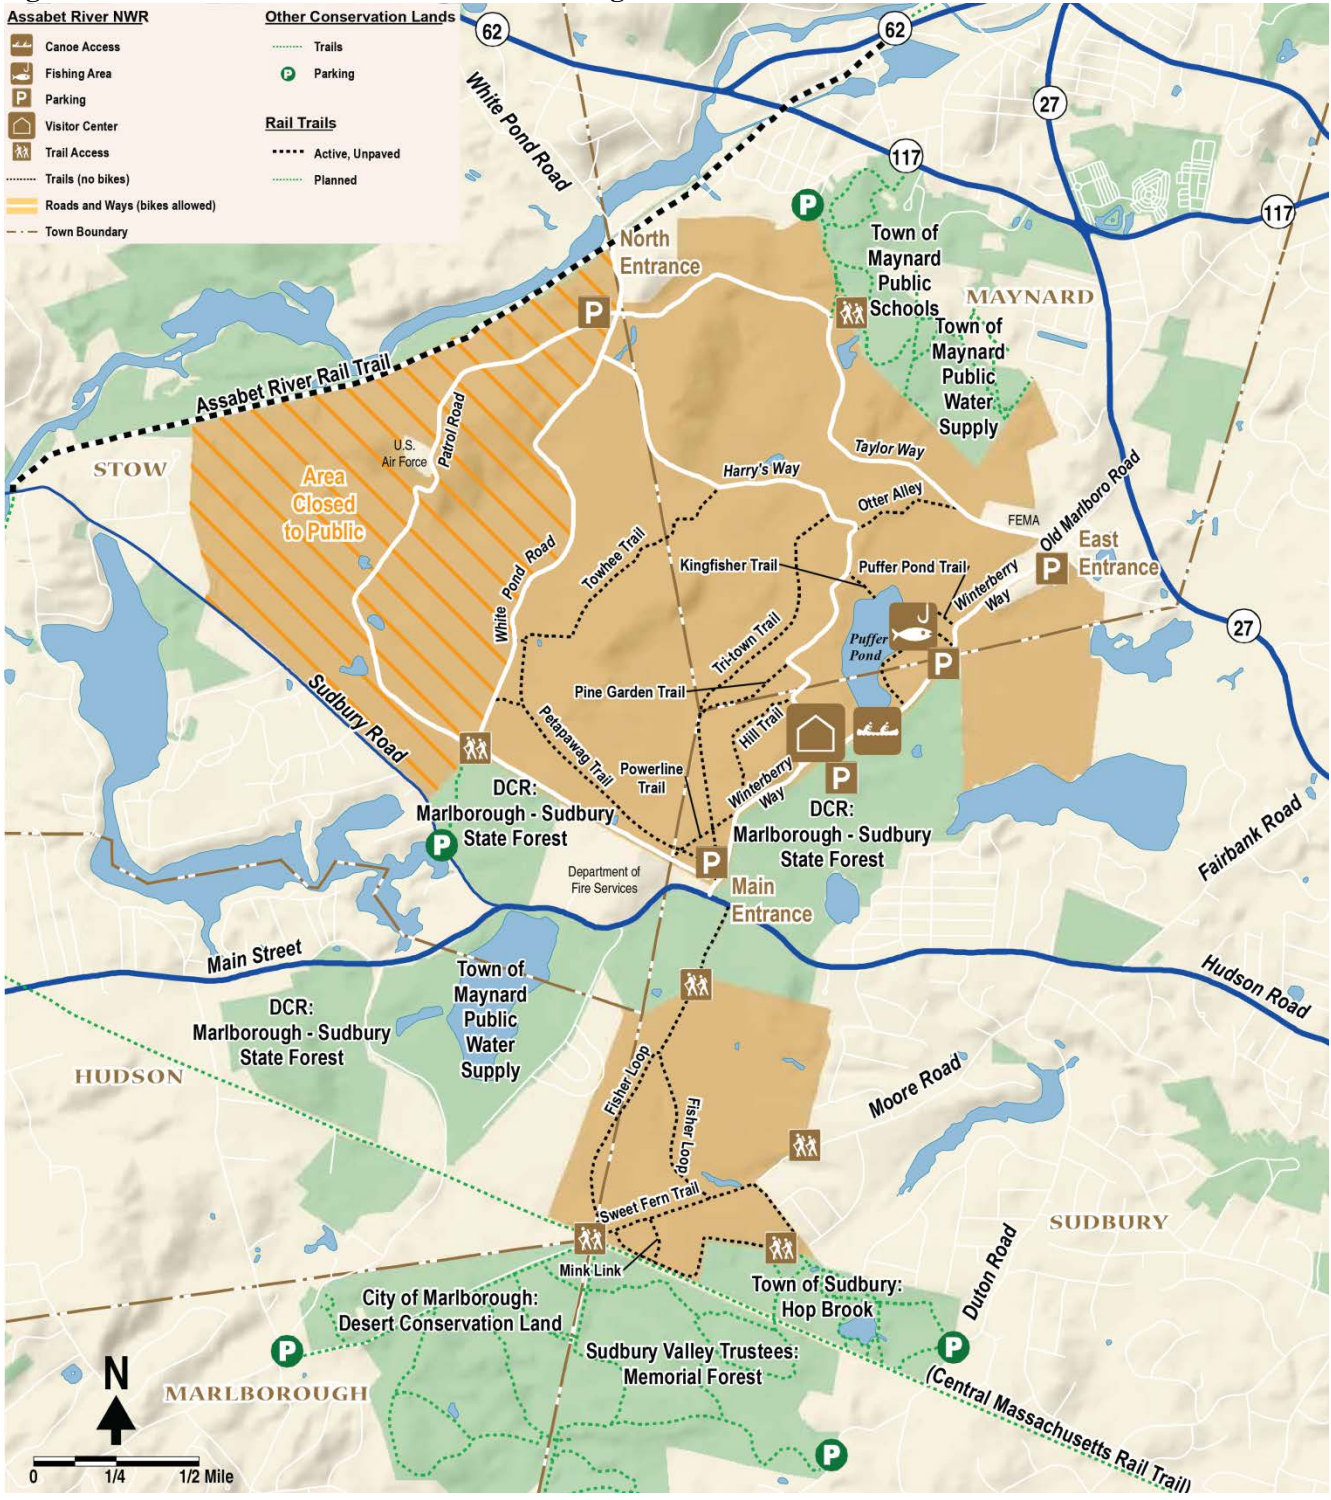 Assabet River NWR
Canoe Access
Fishing Area
P
Parking
Visitor Center
Trail Access
Trails (no bikes)
Roads and Ways (bikes allowed)
Town Boundary
Other Conservation Lands
Trails
P
Parking
Rail Trails
Active, Unpaved
Planned
62
62
White Pond Road
27
117
117
P
Town of
Maynard
Public
Schools
MAYNARD
North
Entrance
P
Town of
Maynard
Public
Water
Supply
Assabet River Rail Trail
Patrol Road
U.S.
Air Force
STOW
Area
Closed
to Public
Taylor Way
Harry's Way
Otter Alley
Old Marlboro Road
FEMA
East
Entrance
P
Towhee Trail
White Pond Road
Kingfisher Trail
Puffer Pond Trail
Winterberry
Way
27
Puffer
Pond
P
Tri-town Trail
Pine Garden Trail
Sudbury Road
Petapawag Trail
Hill Trail
Powerline
Trail
Winterberry
Way
P
DCR:
Marlborough - Sudbury
State Forest
P
DCR:
Marlborough - Sudbury
State Forest
Department of
Fire Services
P
Main
Entrance
Fairbank Road
Main Street
Hudson Road
Town of
Maynard
Public
Water
Supply
DCR:
Marlborough - Sudbury
State Forest
HUDSON
Fisher Loop
Fisher Loop
Moore Road
Sweet Fern Trail
SUDBURY
Mink Link
Duton Road
Town of Sudbury:
Hop Brook
City of Marlborough:
Desert Conservation Land
P
P
Sudbury Valley Trustees:
Memorial Forest
MARLBOROUGH
(Central Massachusetts Rail Trail)
P
N
0 1/4 1/2 Mile